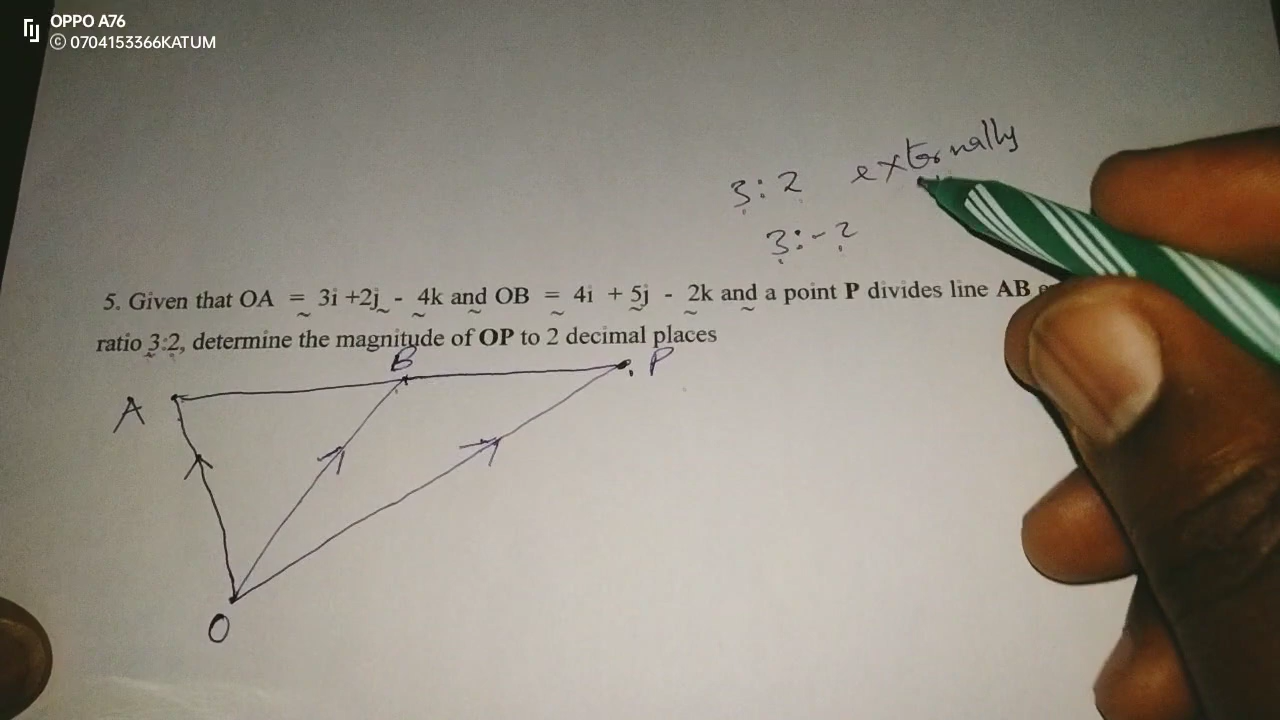 OPPO A76
© 0704153366KATUM
3:2 externally
3:-2
5. Given that OA = 3i +2j - 4k and OB = 4i + 5j - 2k and a point P divides line AB
ratio 3:2, determine the magnitude of OP to 2 decimal places
B
P
A
O